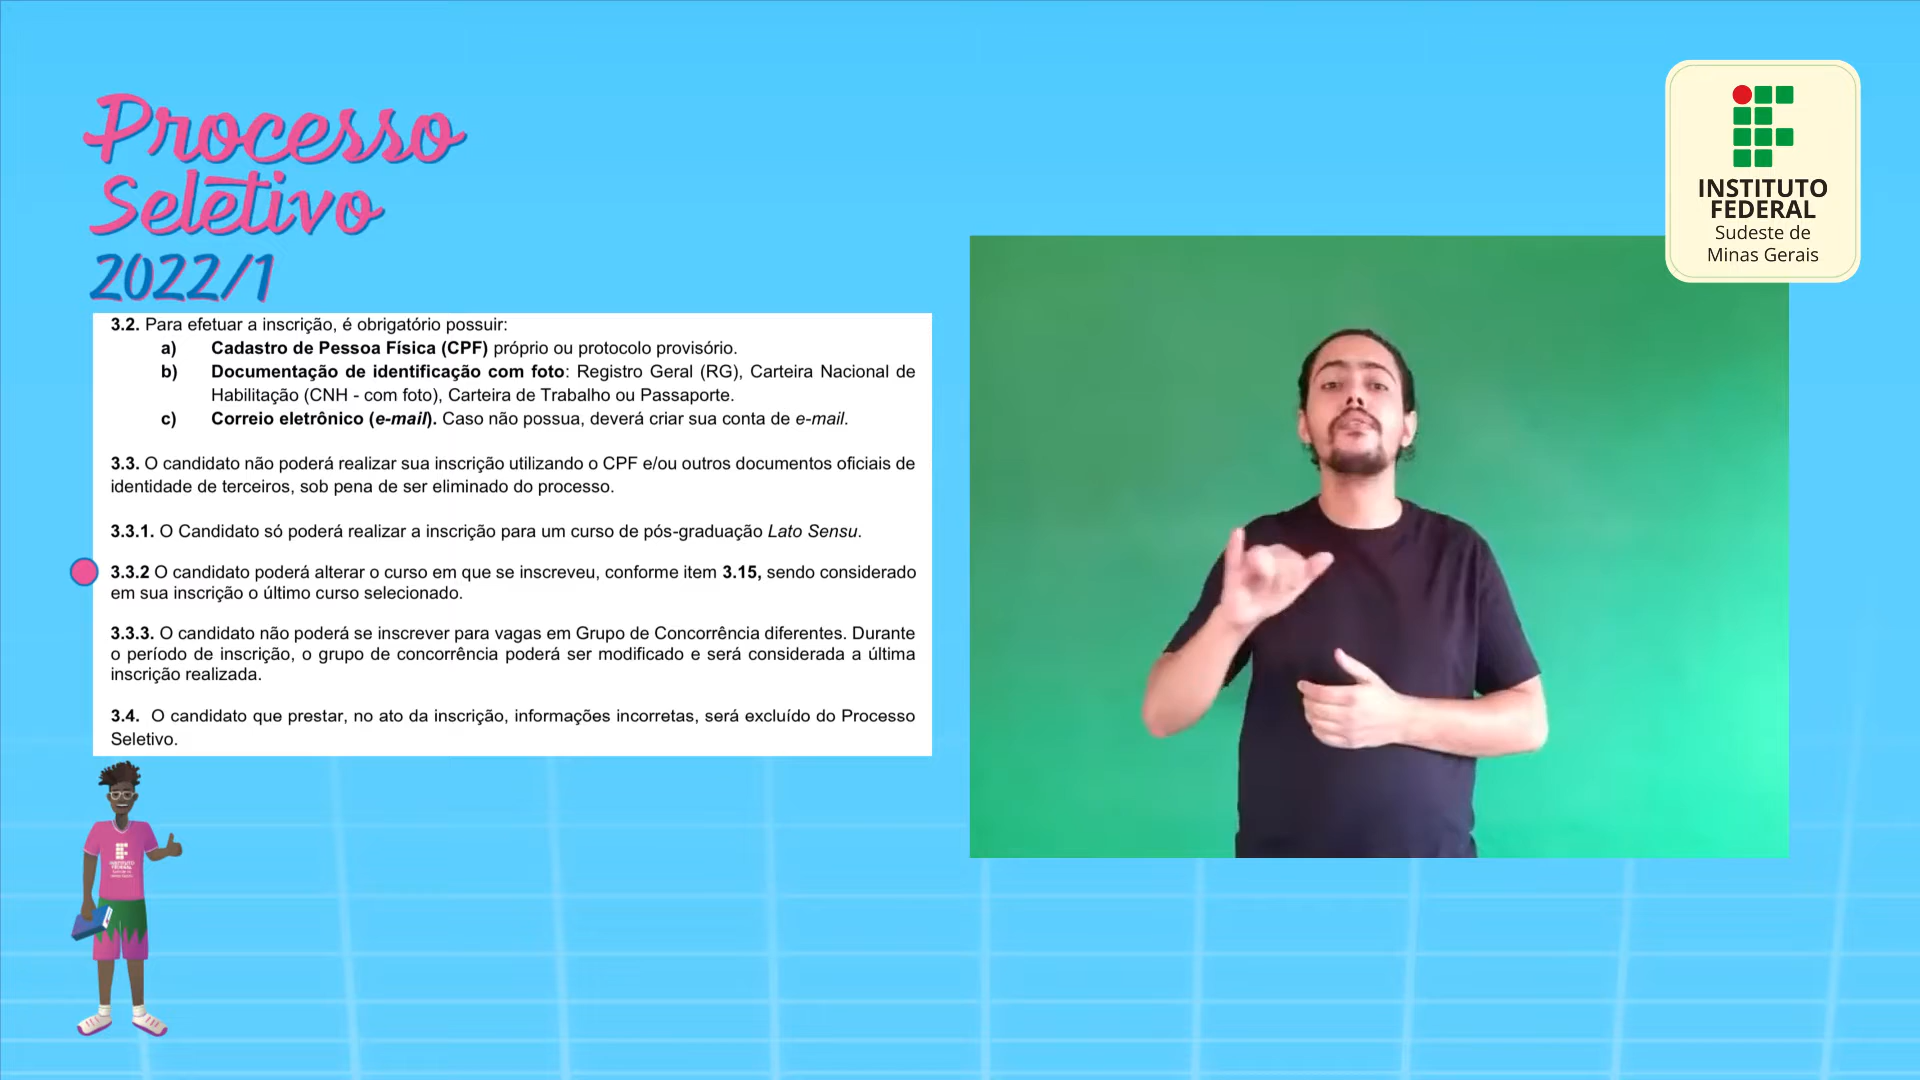 Processo
Seletivo
2022/1
INSTITUTO
FEDERAL
Sudeste de
Minas Gerais
3.2. Para efetuar a inscrição, é obrigatório possuir:
a) Cadastro de Pessoa Física (CPF) próprio ou protocolo provisório.
b) Documentação de identificação com foto: Registro Geral (RG), Carteira Nacional de
Habilitação (CNH - com foto), Carteira de Trabalho ou Passaporte.
c) Correio eletrônico (e-mail). Caso não possua, deverá criar sua conta de e-mail.
3.3. O candidato não poderá realizar sua inscrição utilizando o CPF e/ou outros documentos oficiais de
identidade de terceiros, sob pena de ser eliminado do processo.
3.3.1. O Candidato só poderá realizar a inscrição para um curso de pós-graduação Lato Sensu.
3.3.2 O candidato poderá alterar o curso em que se inscreveu, conforme item 3.15, sendo considerado
em sua inscrição o último curso selecionado.
3.3.3. O candidato não poderá se inscrever para vagas em Grupo de Concorrência diferentes. Durante
o período de inscrição, o grupo de concorrência poderá ser modificado e será considerada a última
inscrição realizada.
3.4. O candidato que prestar, no ato da inscrição, informações incorretas, será excluído do Processo
Seletivo.
INSTITUTO
FEDERAL